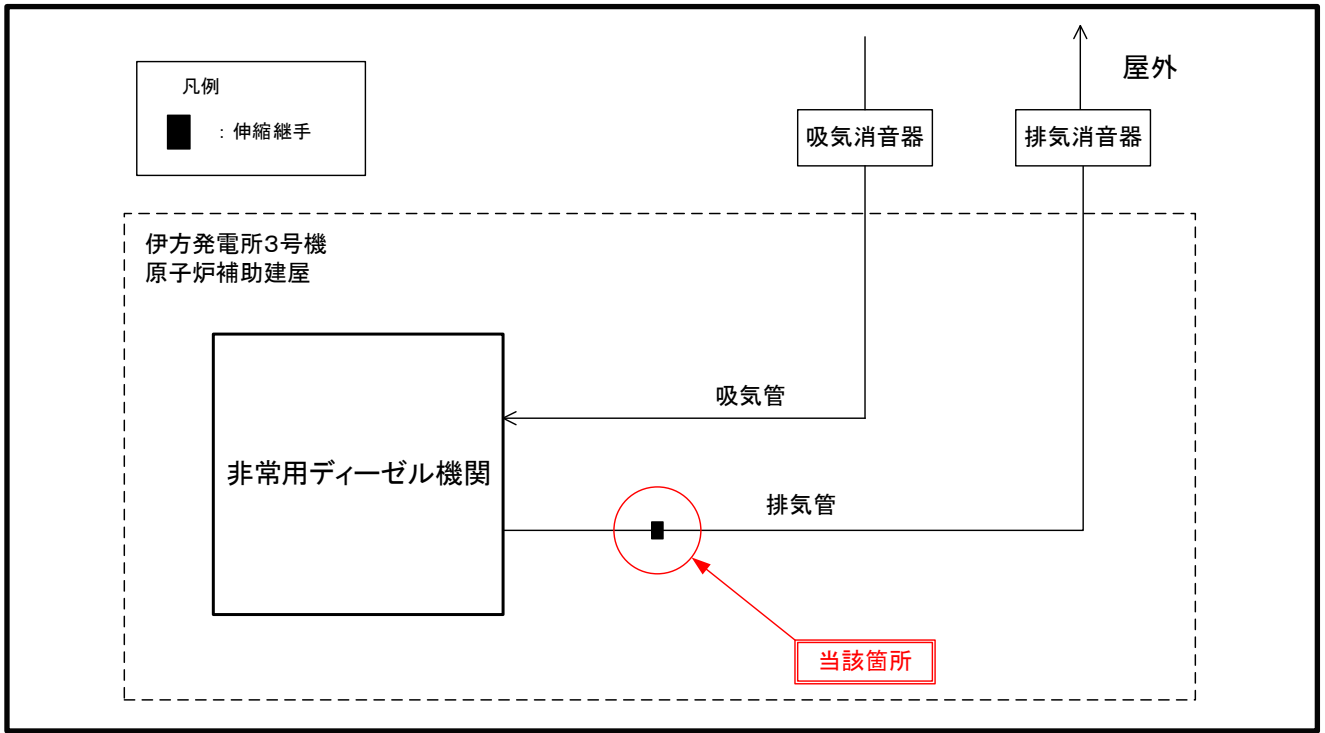 凡例
：伸縮継手
屋外
吸気消音器
排気消音器
伊方発電所3号機
原子炉補助建屋
吸気管
非常用ディーゼル機関
排気管
当該箇所